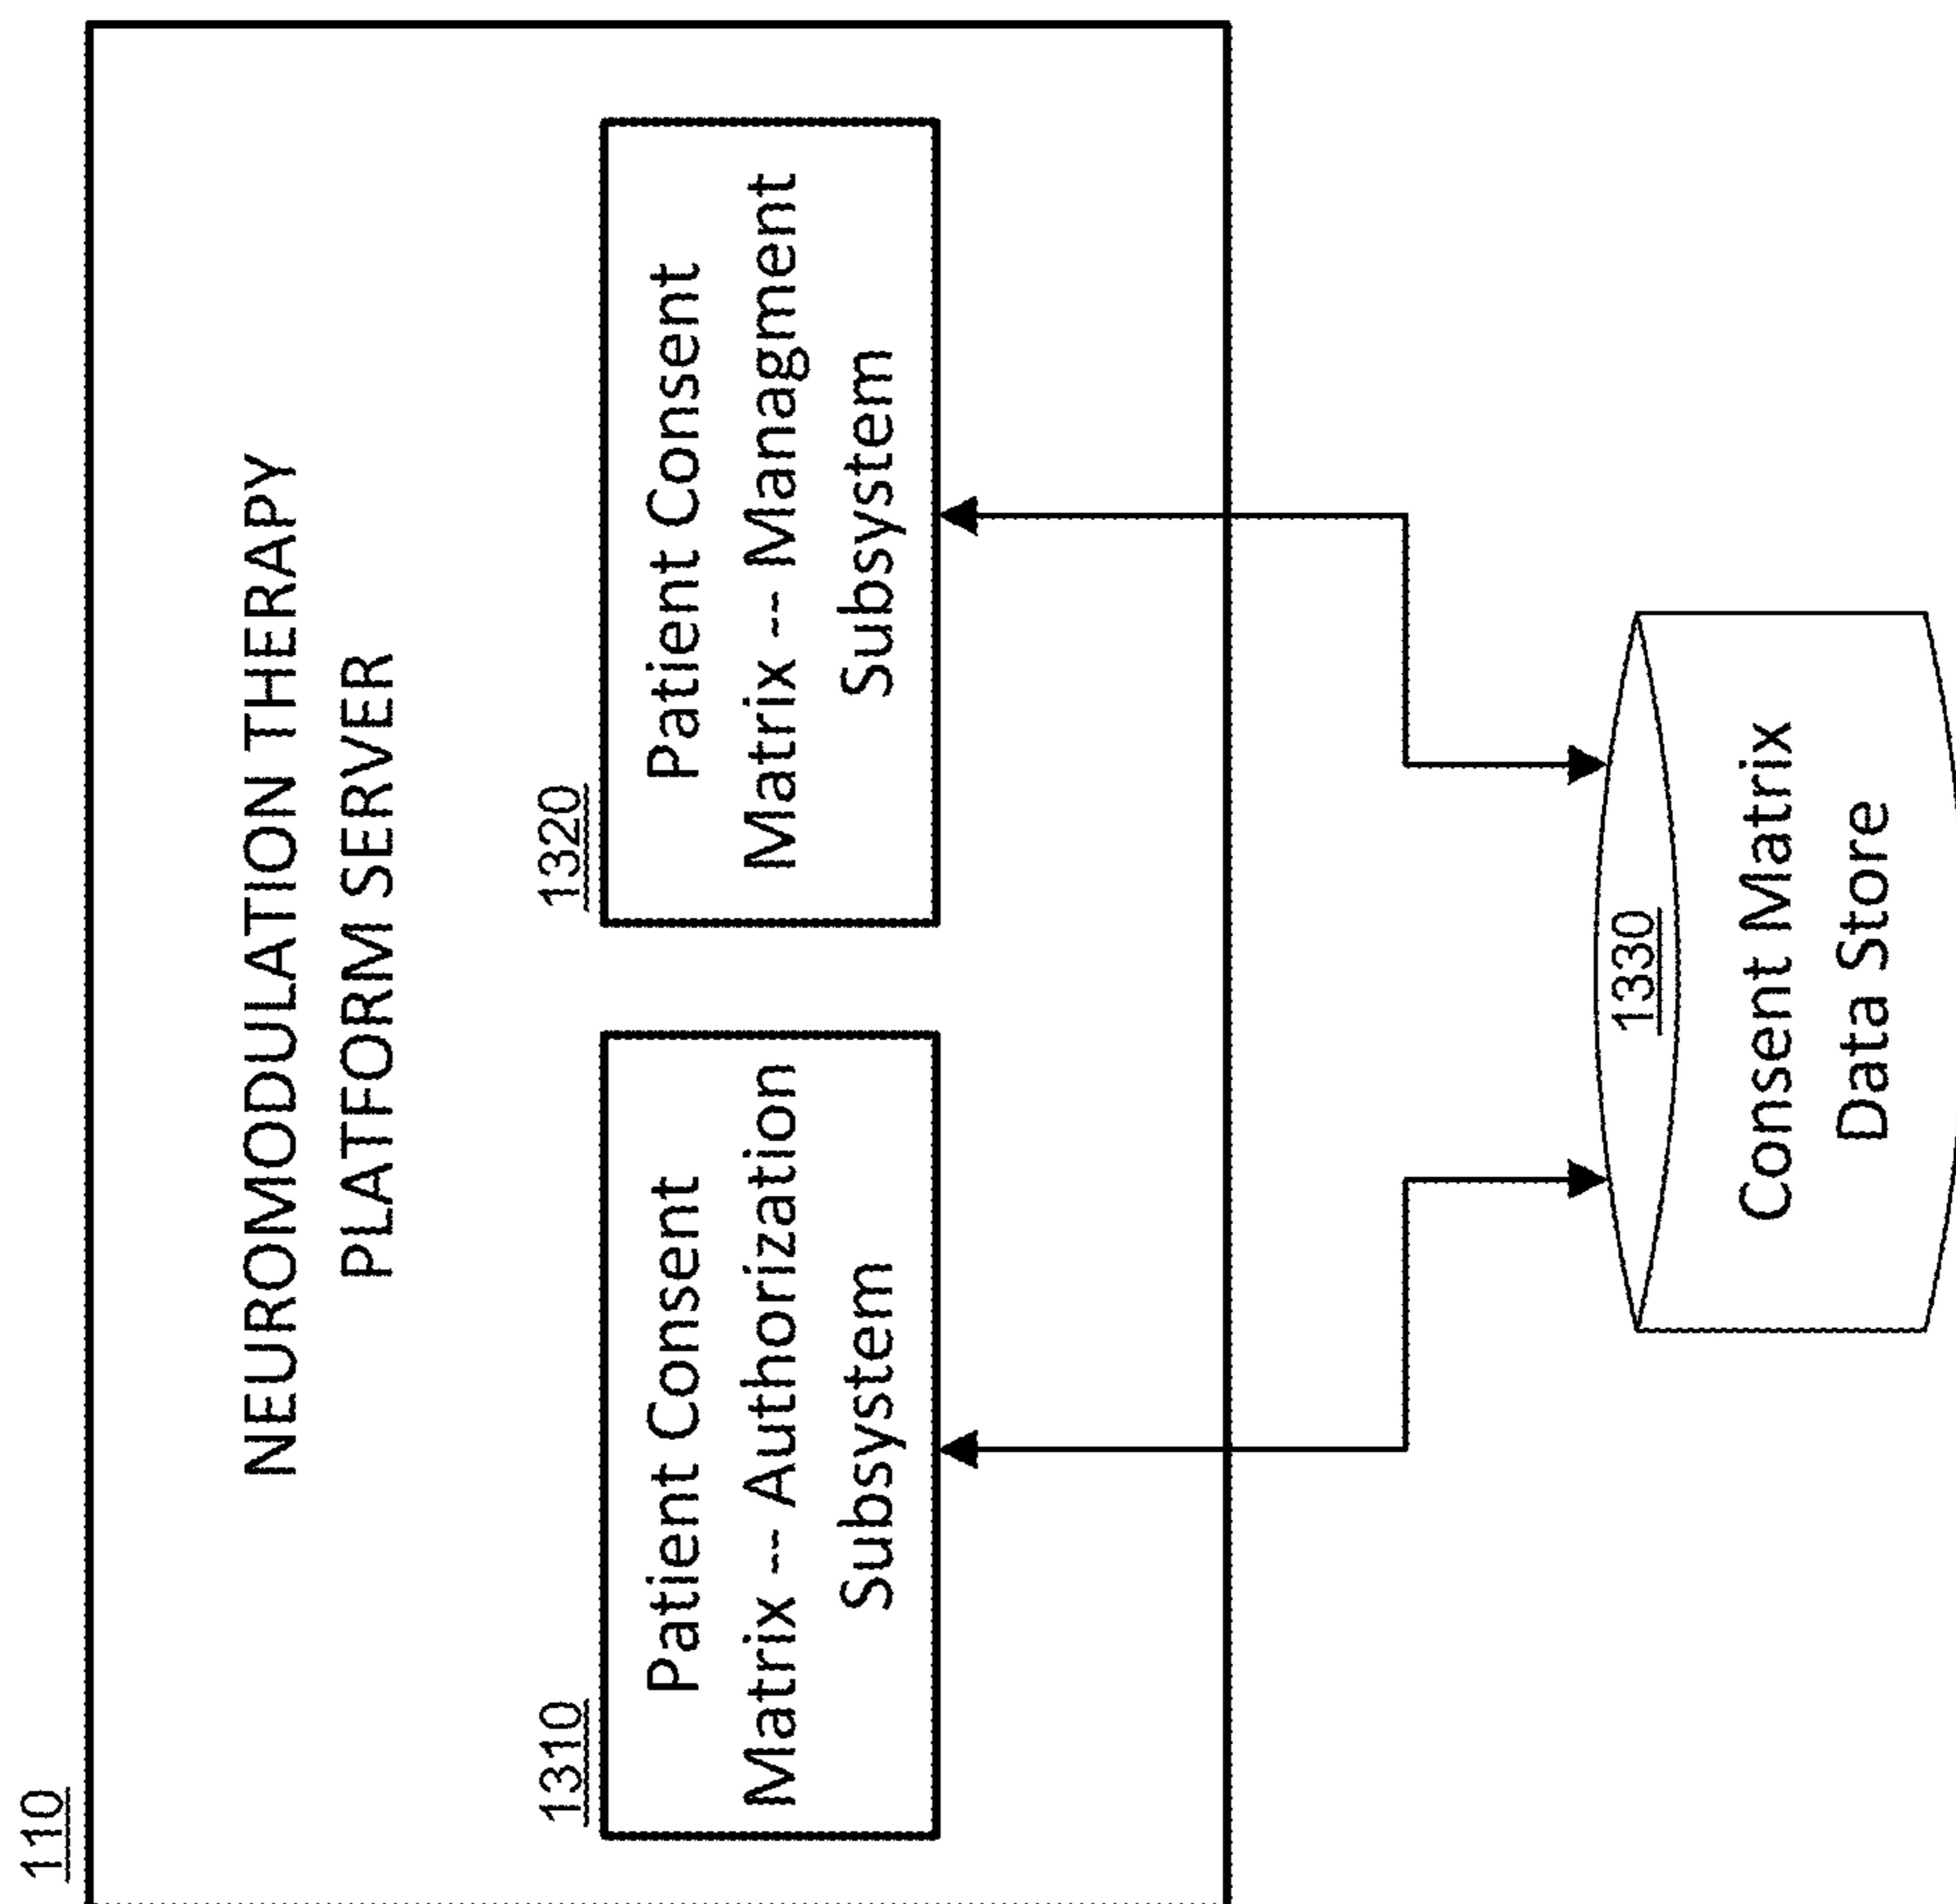 110
NEUROMODULATION THERAPY
PLATFORM SERVER
1310
Patient Consent
Matrix -- Authorization
Subsystem
1320
Patient Consent
Matrix -- Managment
Subsystem
1330
Consent Matrix
Data Store